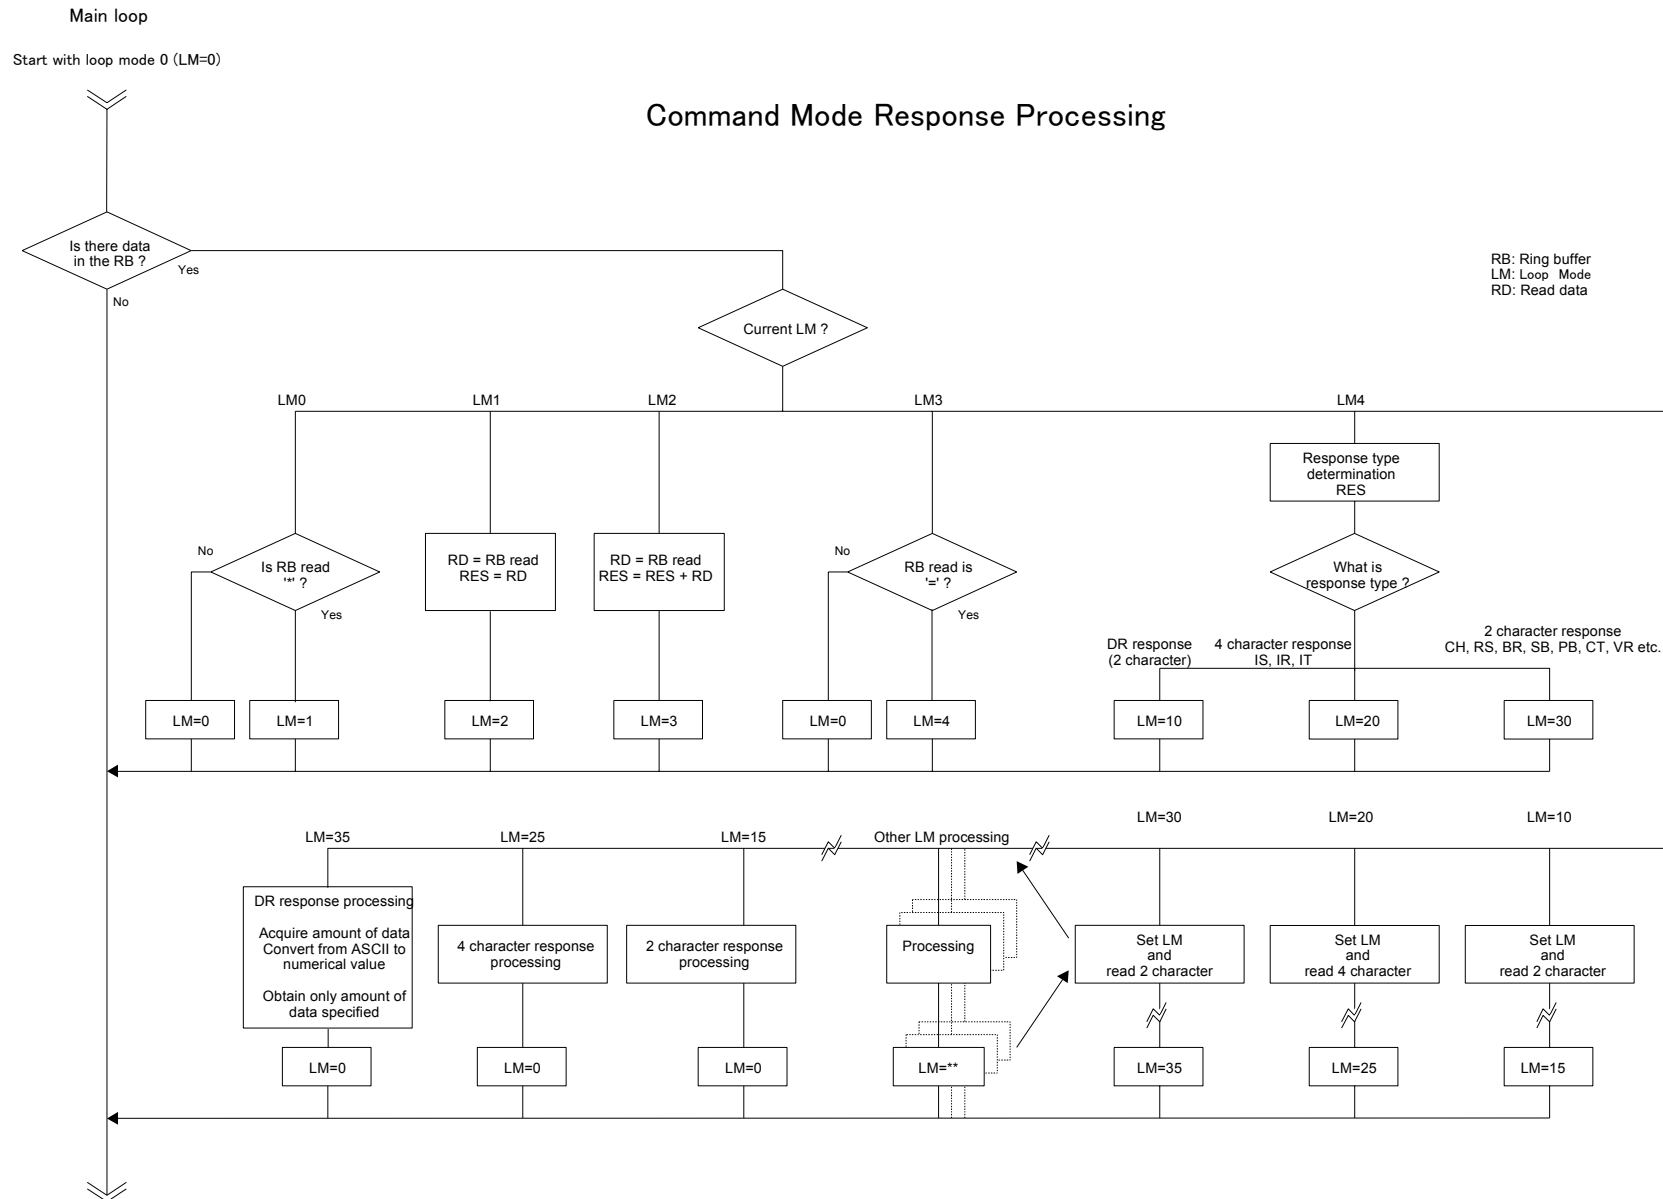 Main loop
Start with loop mode 0 (LM=0)
Command Mode Response Processing
Is there data
in the RB ?
Yes
No
RB: Ring buffer
LM: Loop Mode
RD: Read data
Current LM ?
LM0
LM1
LM2
LM3
LM4
Response type
determination
RES
No
Is RB read
'*' ?
Yes
RD = RB read
RES = RD
RD = RB read
RES = RES + RD
No
RB read is
'=' ?
Yes
What is
response type ?
DR response
(2 character)
4 character response
IS, IR, IT
2 character response
CH, RS, BR, SB, PB, CT, VR etc.
LM=0
LM=1
LM=2
LM=3
LM=0
LM=4
LM=10
LM=20
LM=30
LM=35
LM=25
LM=15
Other LM processing
LM=30
LM=20
LM=10
DR response processing
Acquire amount of data
Convert from ASCII to
numerical value
Obtain only amount of
data specified
4 character response
processing
2 character response
processing
Processing
Set LM
and
read 2 character
Set LM
and
read 4 character
Set LM
and
read 2 character
LM=0
LM=0
LM=0
LM=**
LM=35
LM=25
LM=15